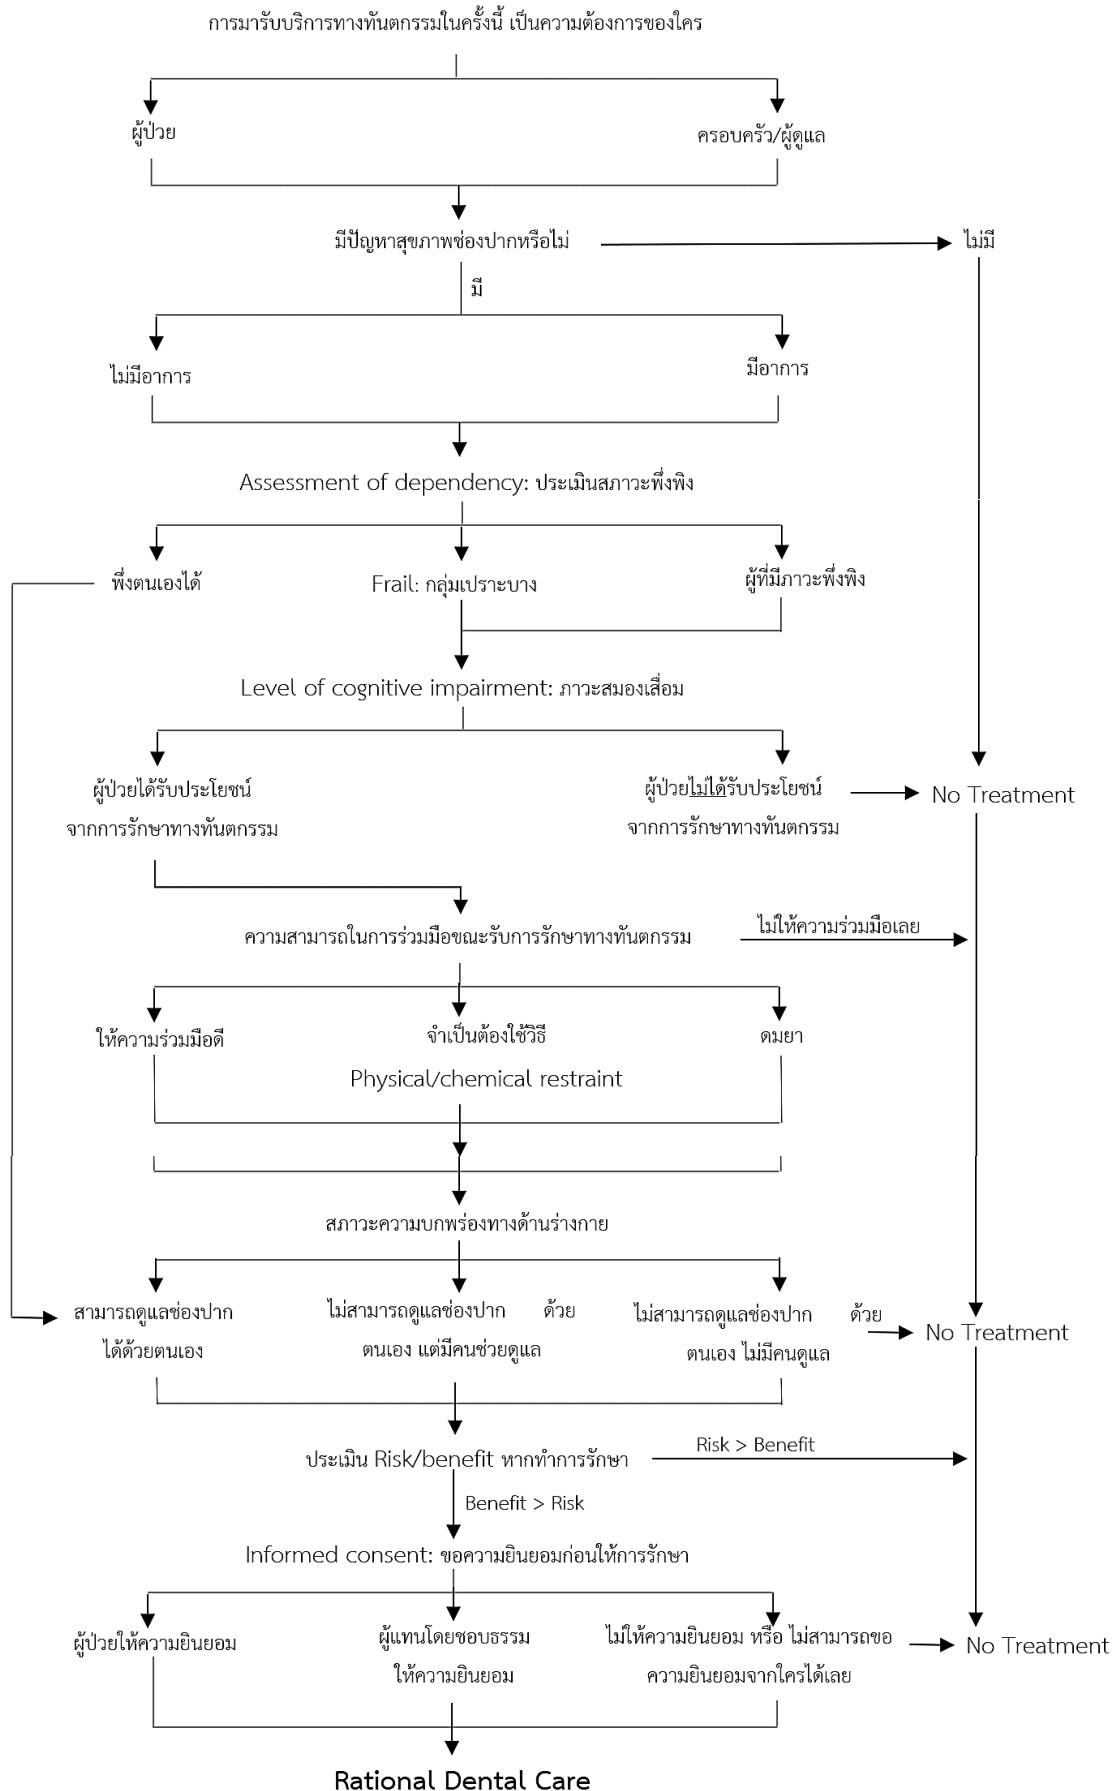 การมารับบริการทางทันตกรรมในครั้งนี้ เป็นความต้องการของใคร
ผู้ป่วย
ครอบครัว/ผู้ดูแล
มีปัญหาสุขภาพช่องปากหรือไม่
ไม่มี
มี
ไม่มีอาการ
มีอาการ
Assessment of dependency: ประเมินสภาวะพึ่งพิง
พึ่งตนเองได้
Frail: กลุ่มเปราะบาง
ผู้ที่มีภาวะพึ่งพิง
Level of cognitive impairment: ภาวะสมองเสื่อม
ผู้ป่วยได้รับประโยชน์
จากการรักษาทางทันตกรรม
ผู้ป่วยไม่ได้รับประโยชน์
จากการรักษาทางทันตกรรม
No Treatment
ความสามารถในการร่วมมือขณะรับการรักษาทางทันตกรรม
ไม่ให้ความร่วมมือเลย
ให้ความร่วมมือดี
จำเป็นต้องใช้วิธี
Physical/chemical restraint
ดมยา
สภาวะความบกพร่องทางด้านร่างกาย
สามารถดูแลช่องปาก
ได้ด้วยตนเอง
ไม่สามารถดูแลช่องปาก ด้วย
ตนเอง แต่มีคนช่วยดูแล
ไม่สามารถดูแลช่องปาก ด้วย
ตนเอง ไม่มีคนดูแล
No Treatment
ประเมิน Risk/benefit หากทำการรักษา
Risk > Benefit
Benefit > Risk
Informed consent: ขอความยินยอมก่อนให้การรักษา
ผู้ป่วยให้ความยินยอม
ผู้แทนโดยชอบธรรม
ให้ความยินยอม
ไม่ให้ความยินยอม หรือ ไม่สามารถขอ
ความยินยอมจากใครได้เลย
No Treatment
Rational Dental Care